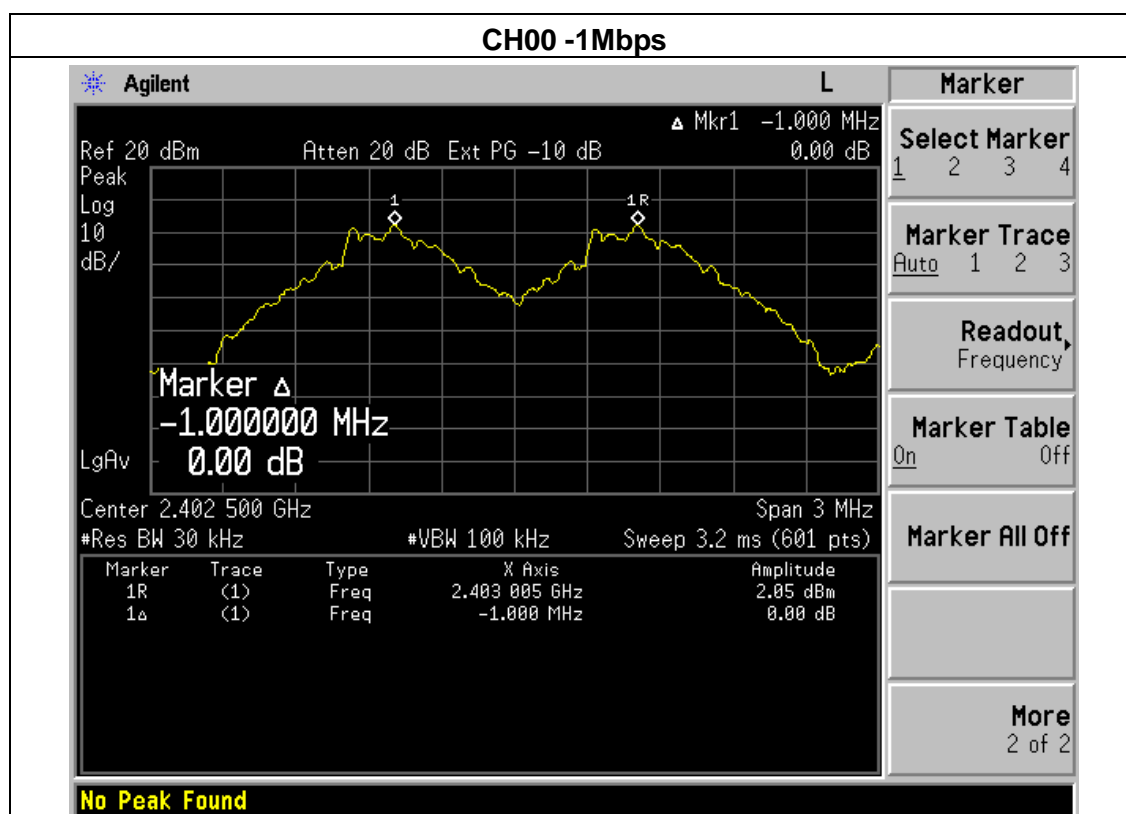 CH00 -1Mbps
Agilent L
Δ Mkr1 -1.000 MHz
Ref 20 dBm Atten 20 dB Ext PG -10 dB 0.00 dB
Peak
Log
10
dB/
1
1R
Marker Δ
-1.000000 MHz
0.00 dB
LgAv
Center 2.402 500 GHz Span 3 MHz
#Res BW 30 kHz #VBW 100 kHz Sweep 3.2 ms (601 pts)
Marker Trace Type X Axis Amplitude
1R (1) Freq 2.403 005 GHz 2.05 dBm
1Δ (1) Freq -1.000 MHz 0.00 dB
No Peak Found
Marker
Select Marker
1 2 3 4
Marker Trace
Auto 1 2 3
Readout
Frequency
Marker Table
On Off
Marker All Off
More
2 of 2